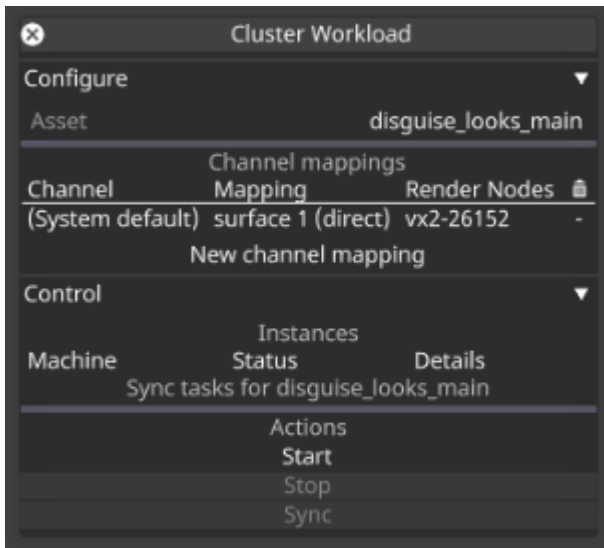 Cluster Workload
Configure
Asset disguise_looks_main
Channel mappings
Channel Mapping Render Nodes
(System default) surface 1 (direct) vx2-26152 -
New channel mapping
Control
Instances
Machine Status Details
Sync tasks for disguise_looks_main
Actions
Start
Stop
Sync